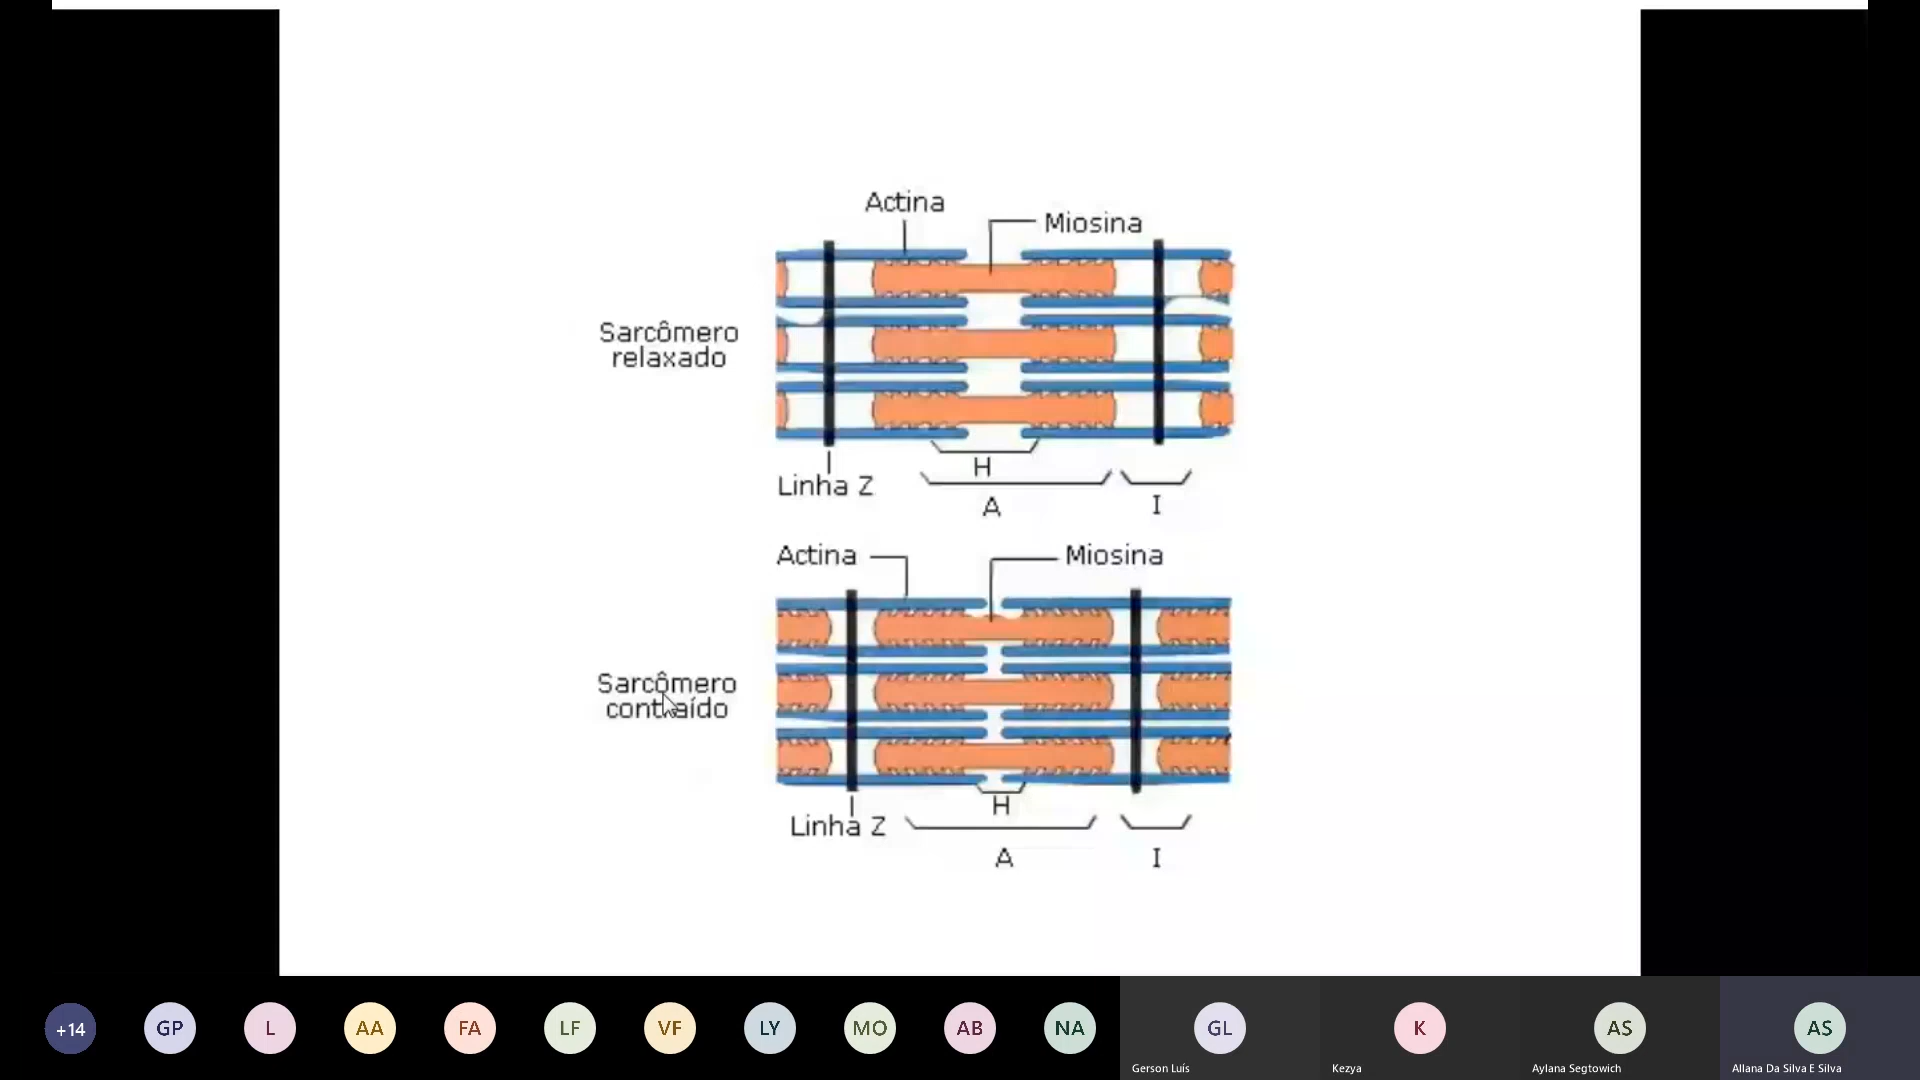 Actina
Miosina
Sarcômero
relaxado
H
Linha Z
A
I
Actina
Miosina
Sarcômero
contraído
H
Linha Z
A
I
+14
GP
L
AA
FA
LF
VF
LY
MO
AB
NA
GL
K
AS
AS
Gerson Luís
Kezya
Aylana Segtowich
Allana Da Silva E Silva